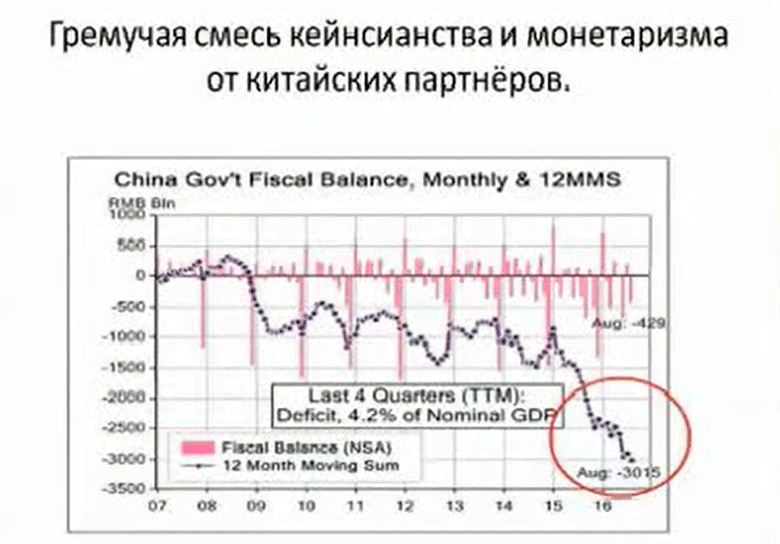 Гремучая смесь кейнсианства и монетаризма
от китайских партнёров.
China Gov't Fiscal Balance, Monthly & 12MMS
RMB Bln
1000
500
0
-500
-1000
-1500
-2000
-2500
-3000
-3500
Aug: -429
Last 4 Quarters (TTM):
Deficit, 4.2% of Nominal GDP
Fiscal Balance (NSA)
12 Month Moving Sum
Aug: -3015
07 08 09 10 11 12 13 14 15 16